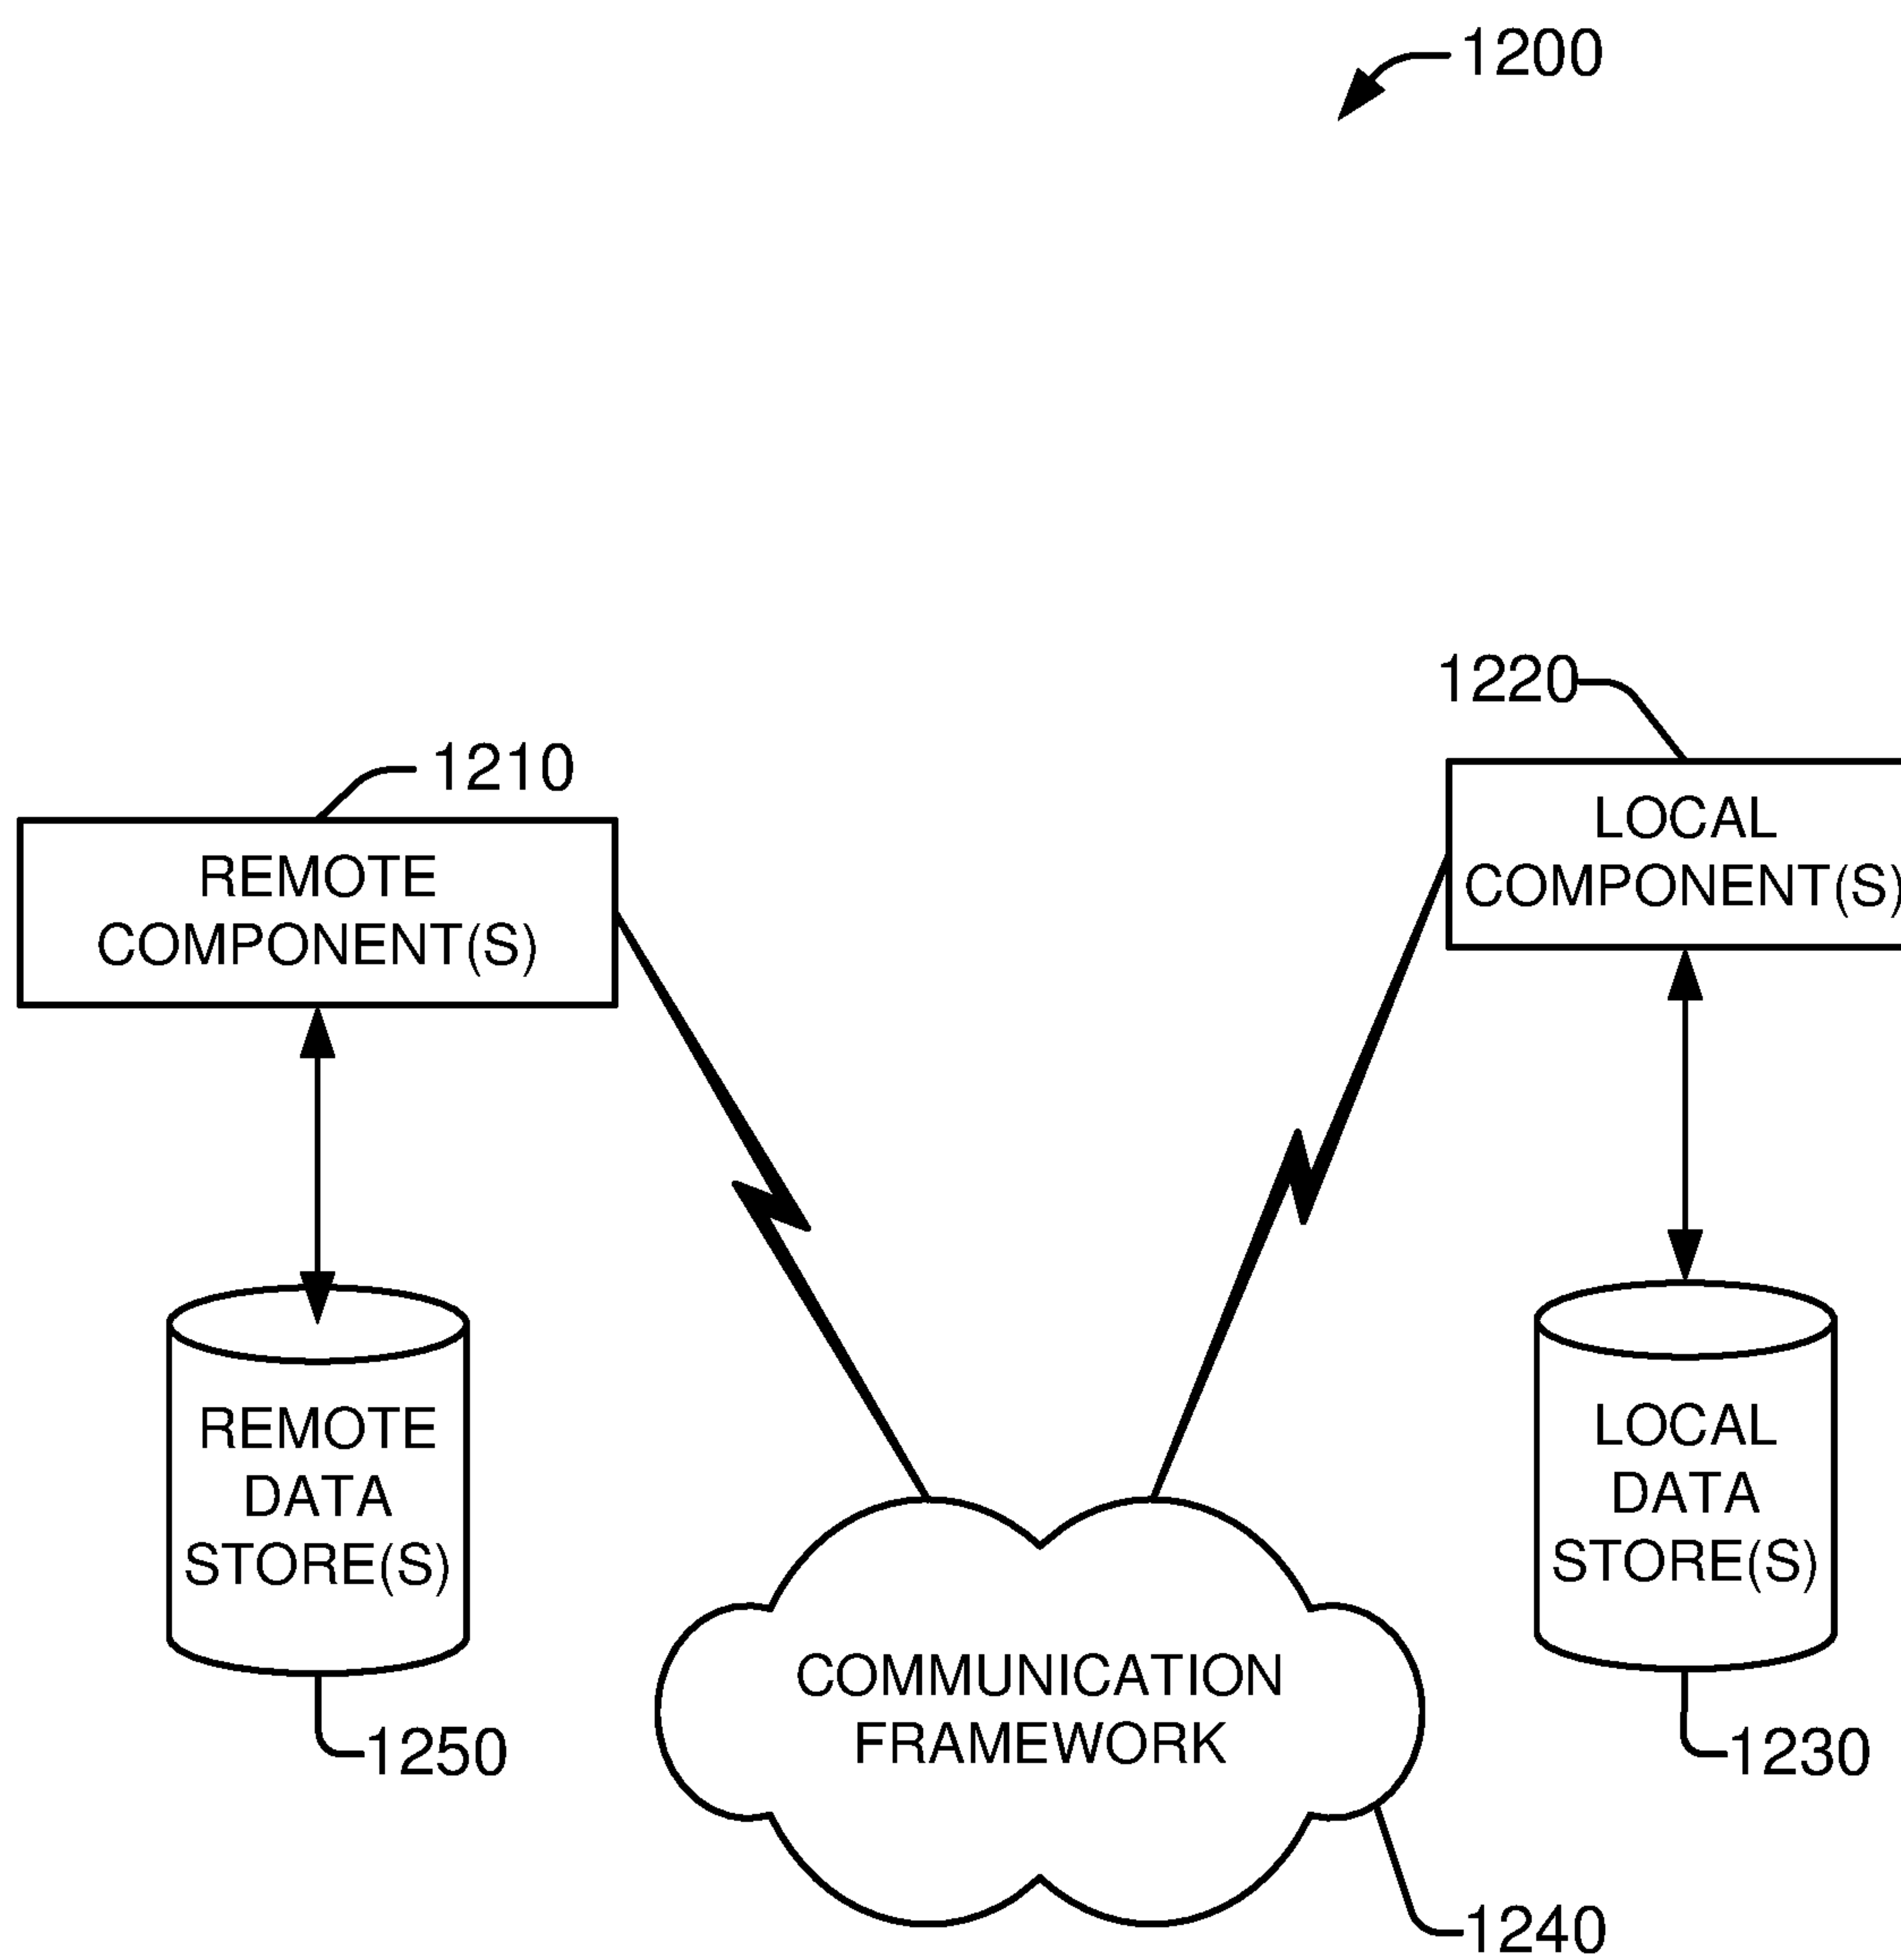 1200
1220
1210
LOCAL
COMPONENT(S)
REMOTE
COMPONENT(S)
REMOTE
DATA
STORE(S)
LOCAL
DATA
STORE(S)
COMMUNICATION
FRAMEWORK
1250
1230
1240